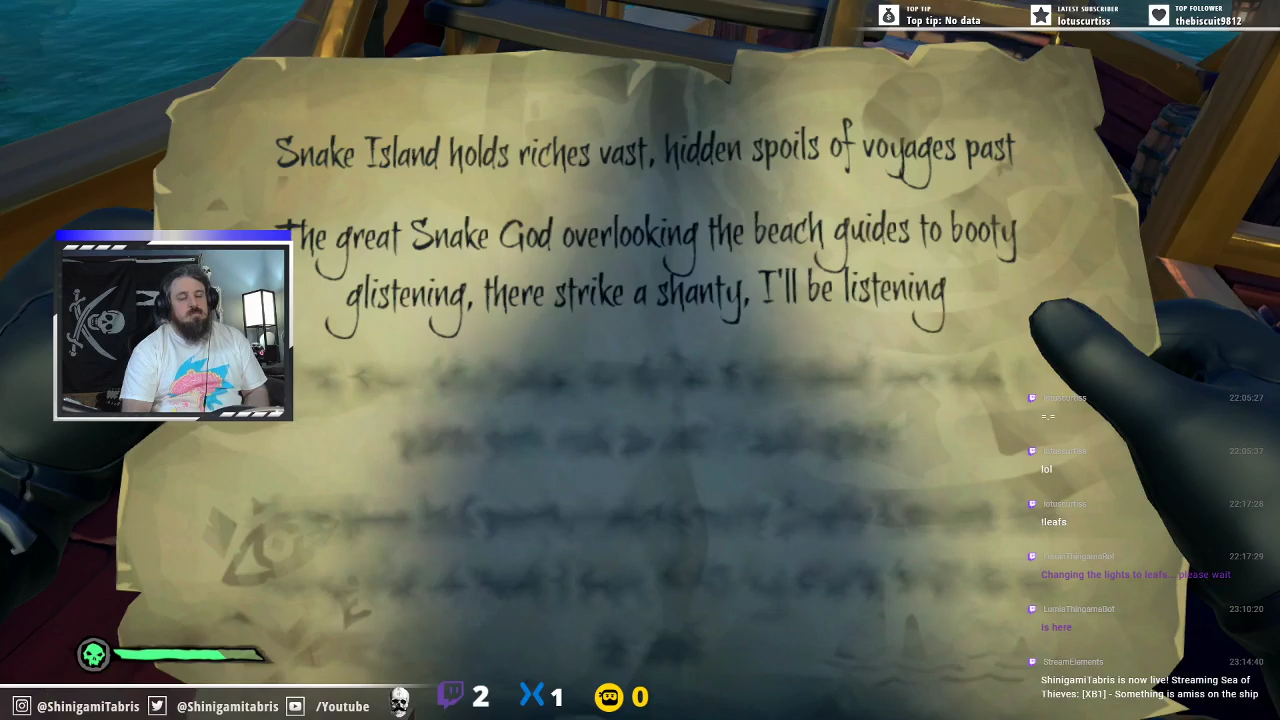 TOP TIP
Top tip: No data
LATEST SUBSCRIBER
lotuscurtiss
TOP FOLLOWER
thebiscuit9812
Snake Island holds riches vast, hidden spoils of voyages past
The great Snake God overlooking the beach guides to booty
glistening, there strike a shanty, I'll be listening
lotuscurtiss 22:05:27
=,=
lotuscurtiss 22:05:37
lol
lotuscurtiss 22:17:28
!leafs
LumiaThingamaBot 22:17:29
Changing the lights to leafs... please wait
LumiaThingamaBot 23:10:20
is here
StreamElements 23:14:40
ShinigamiTabris is now live! Streaming Sea of
Thieves: [XB1] - Something is amiss on the ship
@ShinigamiTabris @Shinigamitabris /Youtube 2 1 0